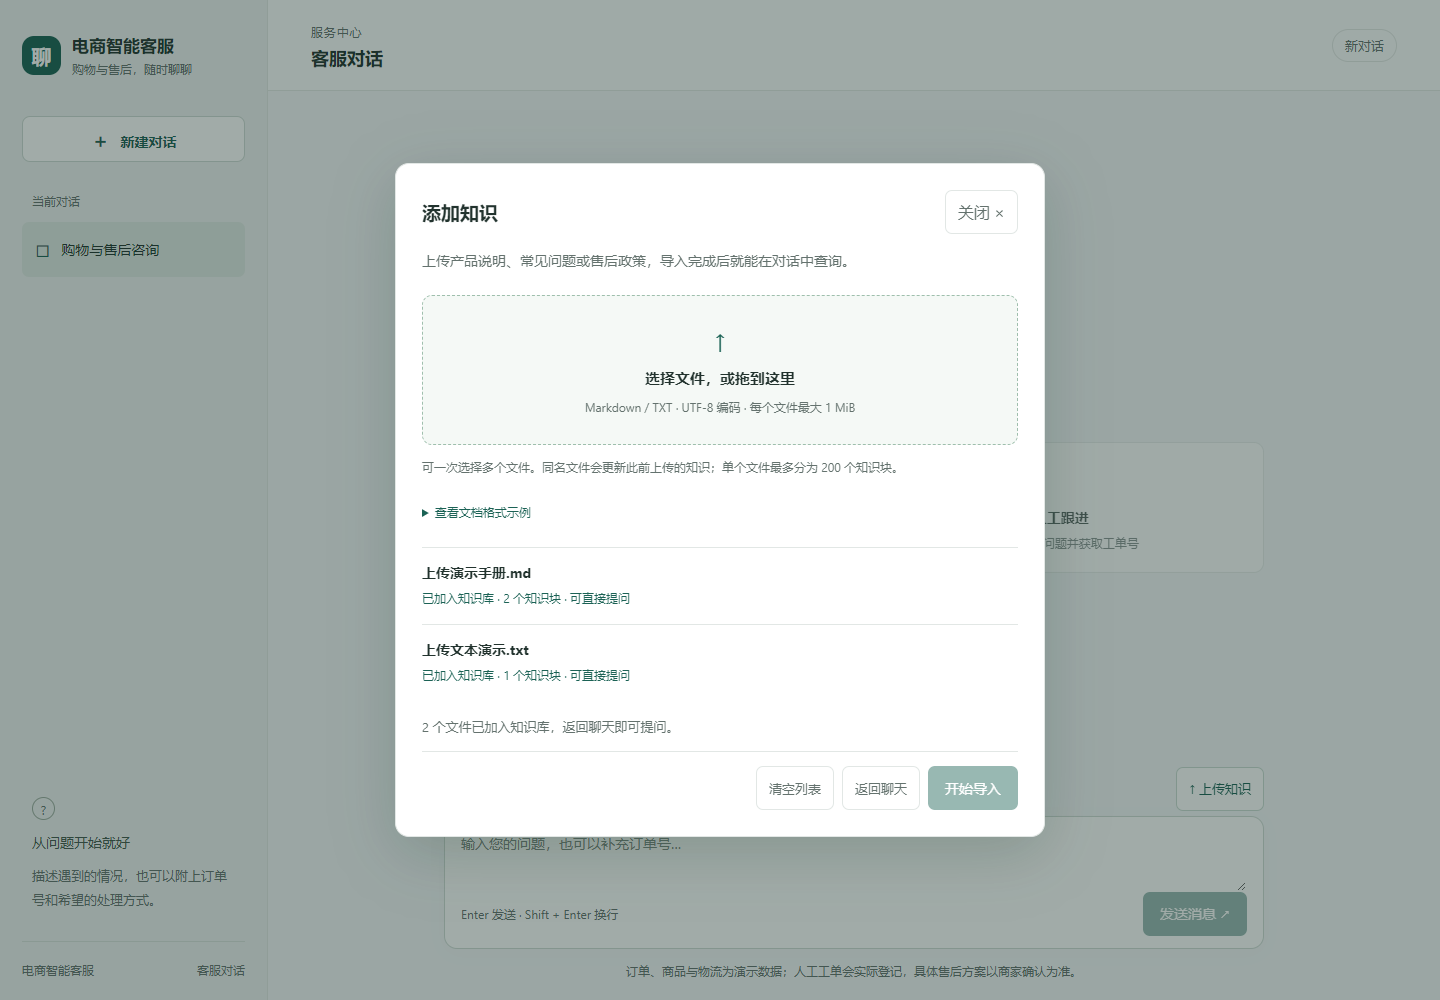 聊
电商智能客服
购物与售后，随时聊聊
+ 新建对话
当前对话
购物与售后咨询
服务中心
客服对话
新对话
添加知识
关闭 ×
上传产品说明、常见问题或售后政策，导入完成后就能在对话中查询。
↑
选择文件，或拖到这里
Markdown / TXT · UTF-8 编码 · 每个文件最大 1 MiB
可一次选择多个文件。同名文件会更新此前上传的知识；单个文件最多分为 200 个知识块。
▶ 查看文档格式示例
上传演示手册.md
已加入知识库 · 2 个知识块 · 可直接提问
上传文本演示.txt
已加入知识库 · 1 个知识块 · 可直接提问
2 个文件已加入知识库，返回聊天即可提问。
清空列表
返回聊天
开始导入
工跟进
问题并获取工单号
↑ 上传知识
输入您的问题，也可以补充订单号...
Enter 发送 · Shift + Enter 换行
发送消息 ↗
订单、商品与物流为演示数据；人工工单会实际登记，具体售后方案以商家确认为准。
?
从问题开始就好
描述遇到的情况，也可以附上订单
号和希望的处理方式。
电商智能客服
客服对话